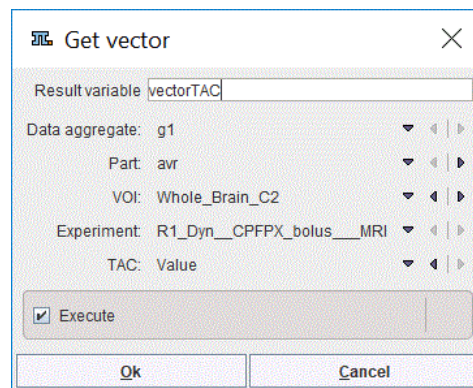 Get vector
Result variable vectorTAC
Data aggregate: g1
Part: avr
VOI: Whole_Brain_C2
Experiment: R1_Dyn__CPFPX_bolus___MRI
TAC: Value
Execute
Ok Cancel